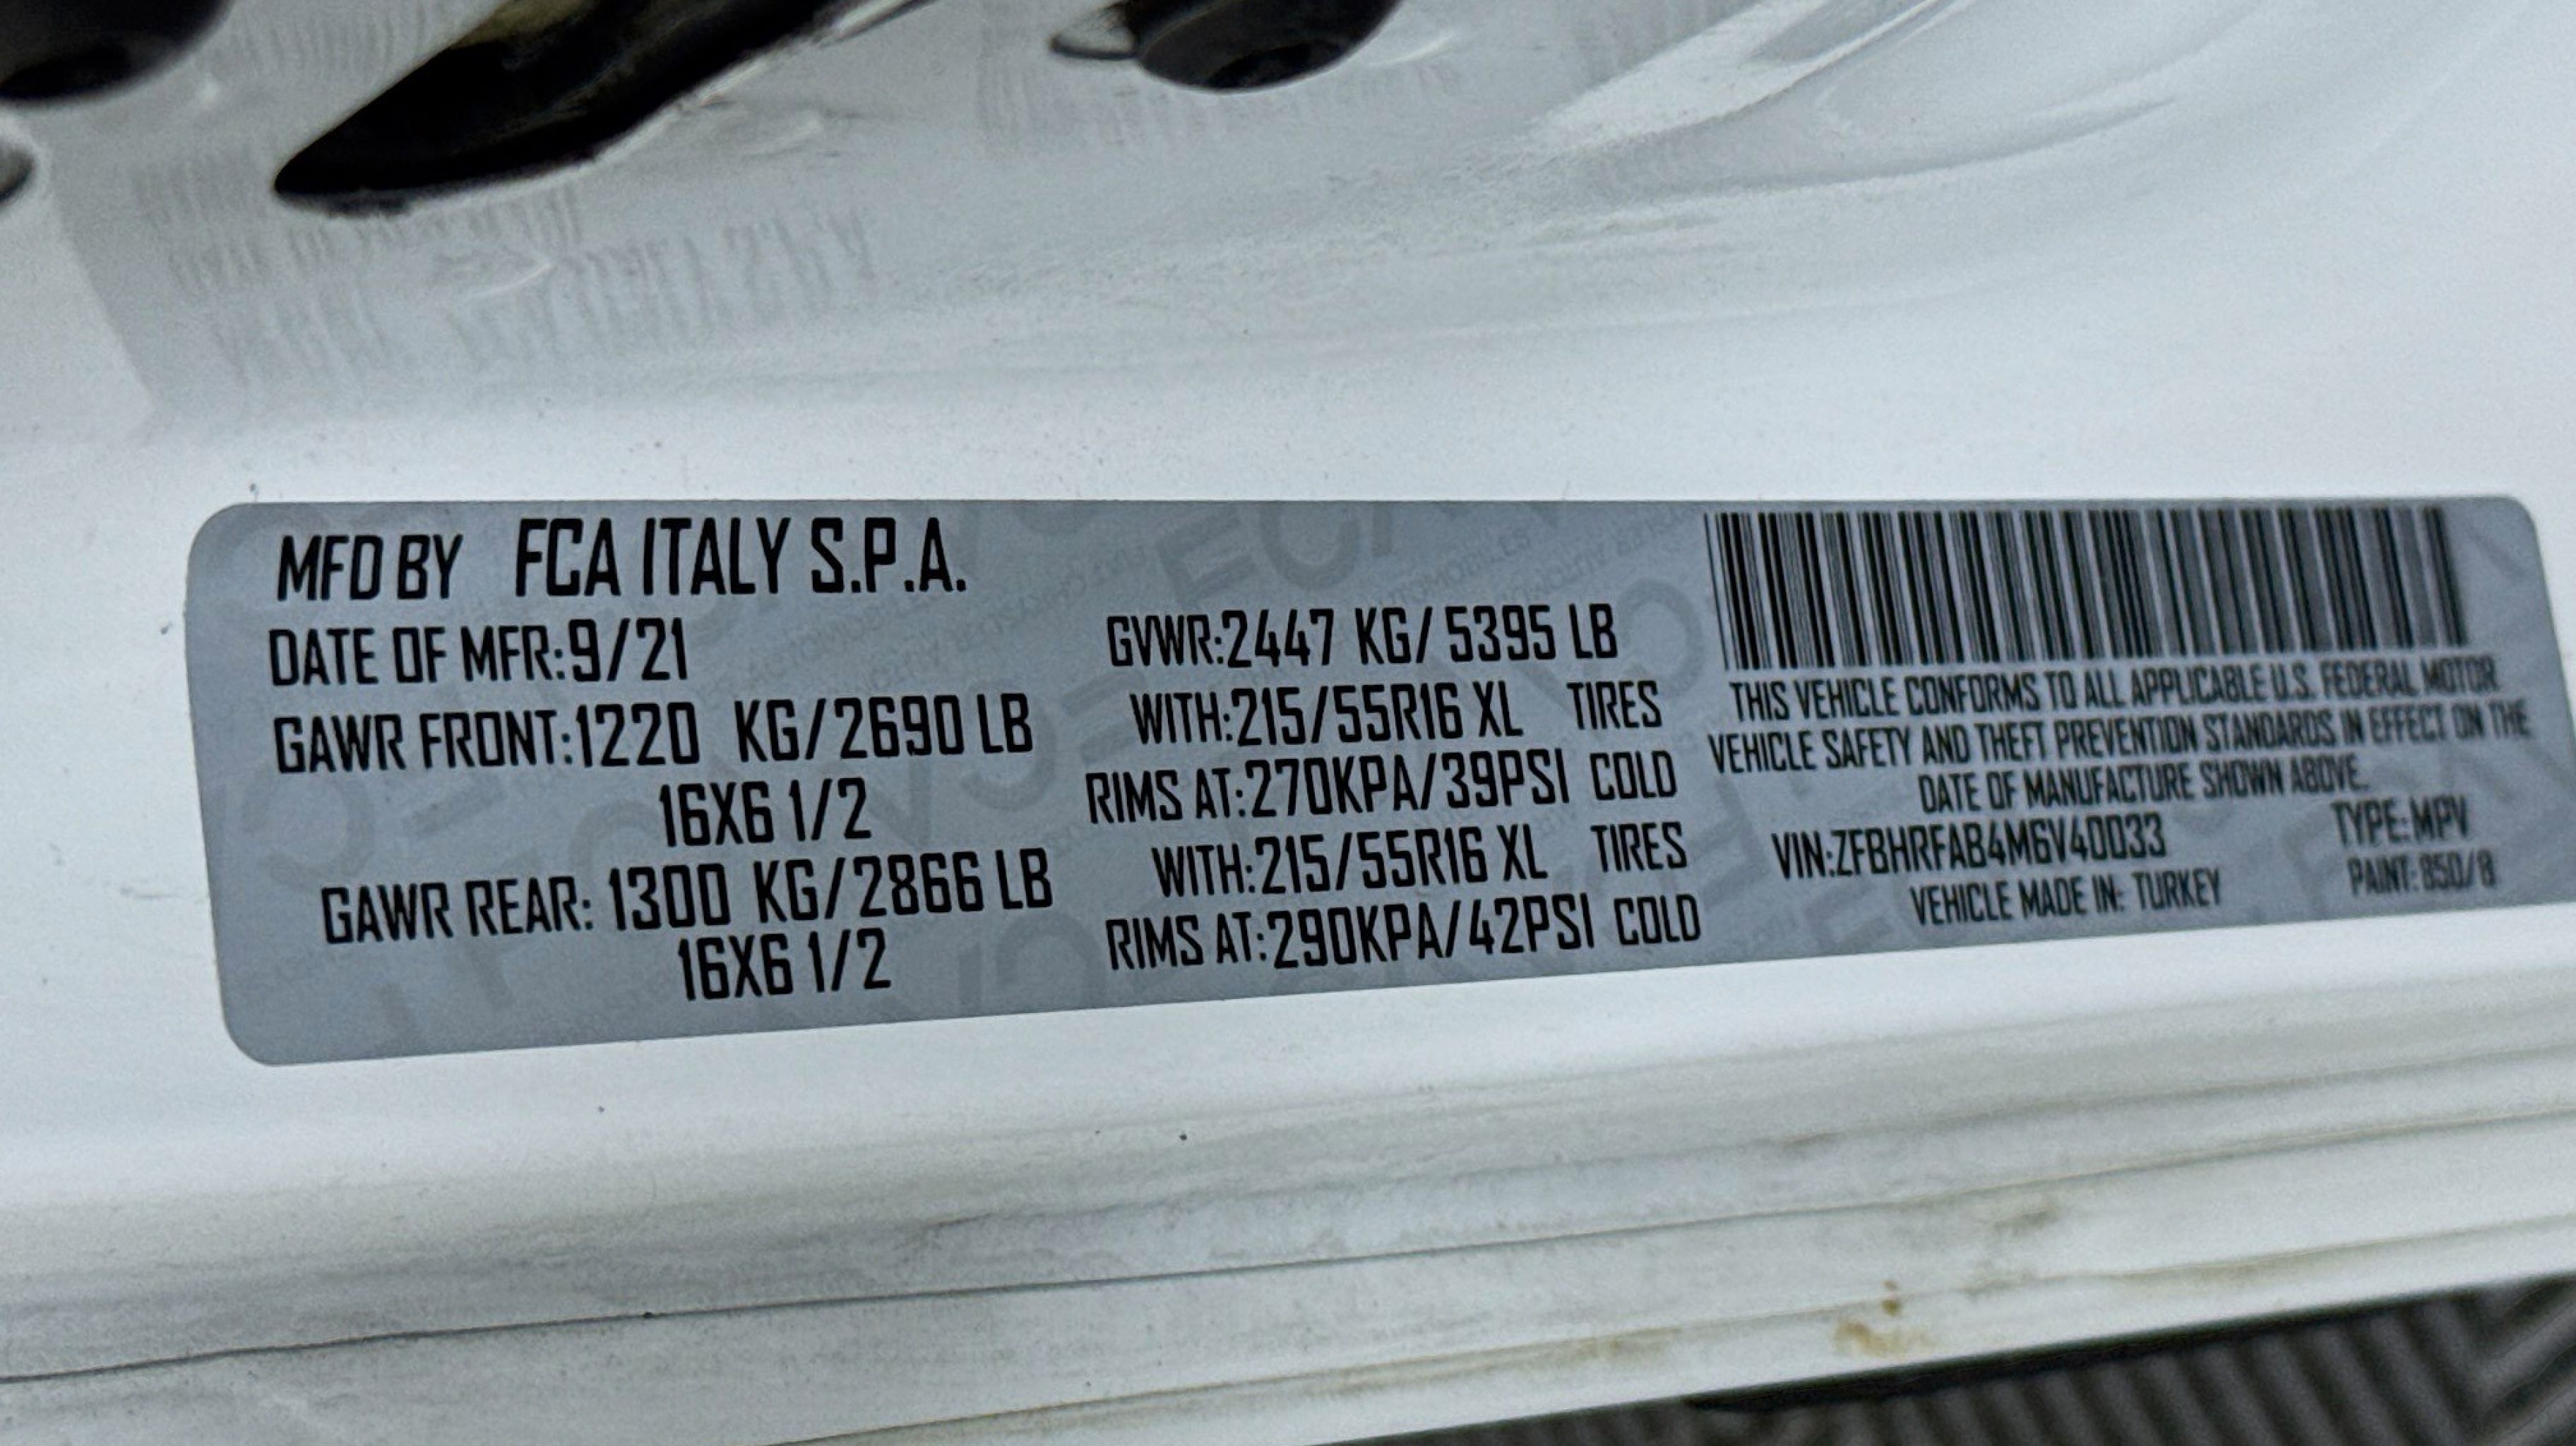 MFD BY FCA ITALY S.P.A.
DATE OF MFR:9/21
GAWR FRONT:1220 KG/2690 LB
16X6 1/2
GAWR REAR: 1300 KG/2866 LB
16X6 1/2
GVWR:2447 KG/ 5395 LB
WITH:215/55R16 XL TIRES
RIMS AT:270KPA/39PSI COLD
WITH:215/55R16 XL TIRES
RIMS AT:290KPA/42PSI COLD
THIS VEHICLE CONFORMS TO ALL APPLICABLE U.S. FEDERAL MOTOR
VEHICLE SAFETY AND THEFT PREVENTION STANDARDS IN EFFECT ON THE
DATE OF MANUFACTURE SHOWN ABOVE.
VIN:ZFBHRFAB4M6V40033 TYPE:MPV
VEHICLE MADE IN: TURKEY PAINT: 850/8